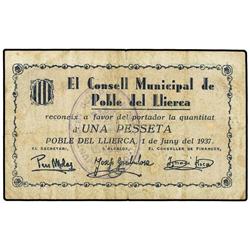 El Consell Municipal de
Poble del Llierca
reconeix a favor del portador la quantitat
d'UNA PESSETA
POBLE DEL LLIERCA, 1 de juny del 1937.
EL SECRETARI, L'ALCALDE, EL CONSELLER DE FINANCES,